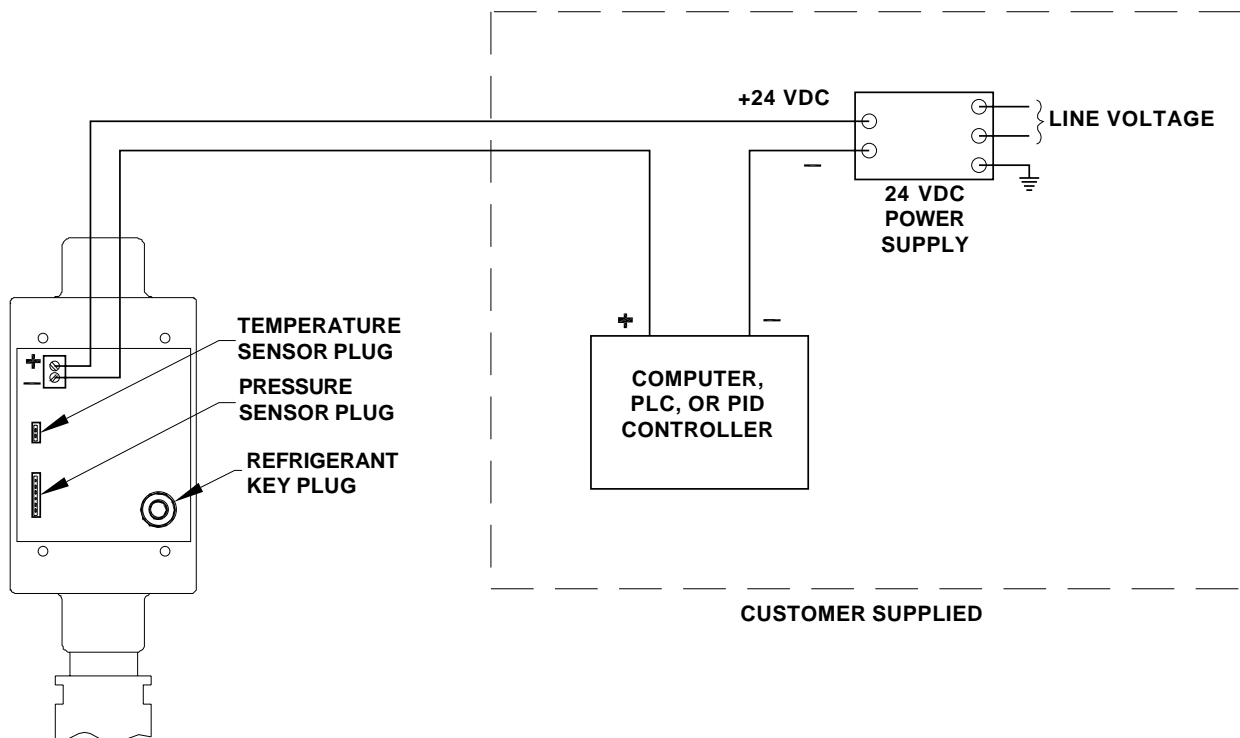 +24 VDC
LINE VOLTAGE
−
24 VDC
POWER
SUPPLY
TEMPERATURE
SENSOR PLUG
+
−
+
−
PRESSURE
SENSOR PLUG
COMPUTER,
PLC, OR PID
CONTROLLER
REFRIGERANT
KEY PLUG
CUSTOMER SUPPLIED